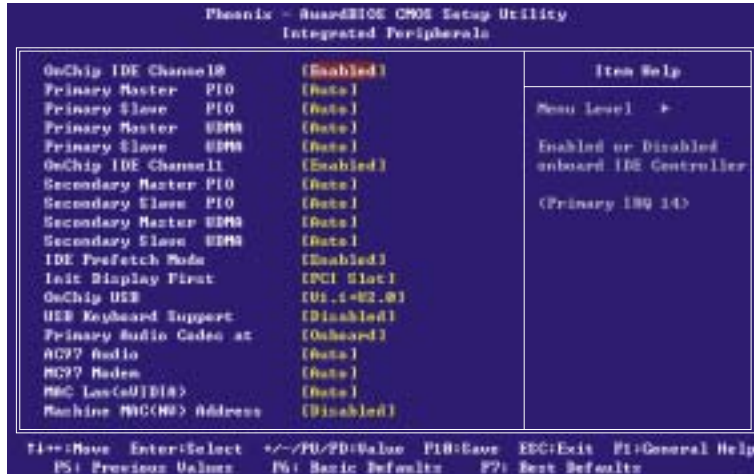 Phoenix - AwardBIOS CMOS Setup Utility
Integrated Peripherals
OnChip IDE Channel0 [Enabled]
Primary Master PIO [Auto]
Primary Slave PIO [Auto]
Primary Master UDMA [Auto]
Primary Slave UDMA [Auto]
OnChip IDE Channel1 [Enabled]
Secondary Master PIO [Auto]
Secondary Slave PIO [Auto]
Secondary Master UDMA [Auto]
Secondary Slave UDMA [Auto]
IDE Prefetch Mode [Enabled]
Init Display First [PCI Slot]
OnChip USB [V1.1+V2.0]
USB Keyboard Support [Disabled]
Primary Audio Codec at [Onboard]
AC97 Audio [Auto]
MC97 Modem [Auto]
MAC Lan(nVIDIA) [Auto]
Machine MAC(NV) Address [Disabled]
Item Help
Menu Level ►
Enabled or Disabled
onboard IDE Controller
(Primary IRQ 14)
↑↓→←:Move Enter:Select +/-/PU/PD:Value F10:Save ESC:Exit F1:General Help
F5: Previous Values F6: Basic Defaults F7: Best Defaults